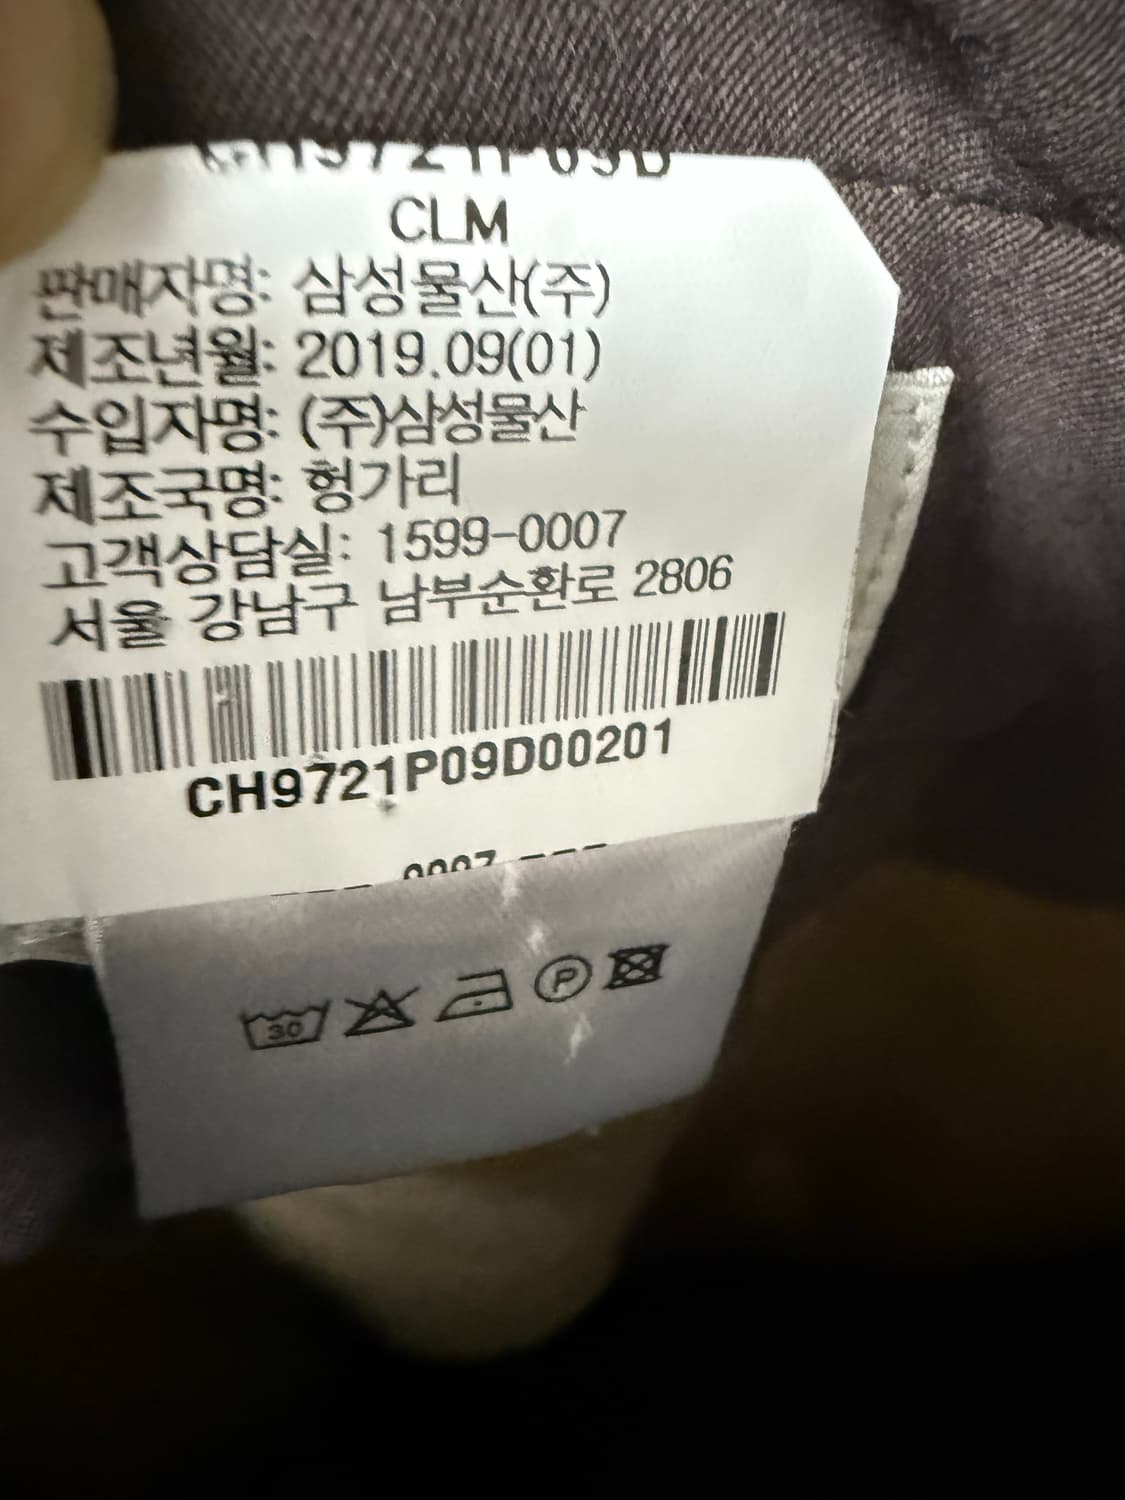 CH9721P09D
CLM
판매자명: 삼성물산(주)
제조년월: 2019.09(01)
수입자명: (주)삼성물산
제조국명: 헝가리
고객상담실: 1599-0007
서울 강남구 남부순환로 2806
CH9721P09D00201
0007
30
P